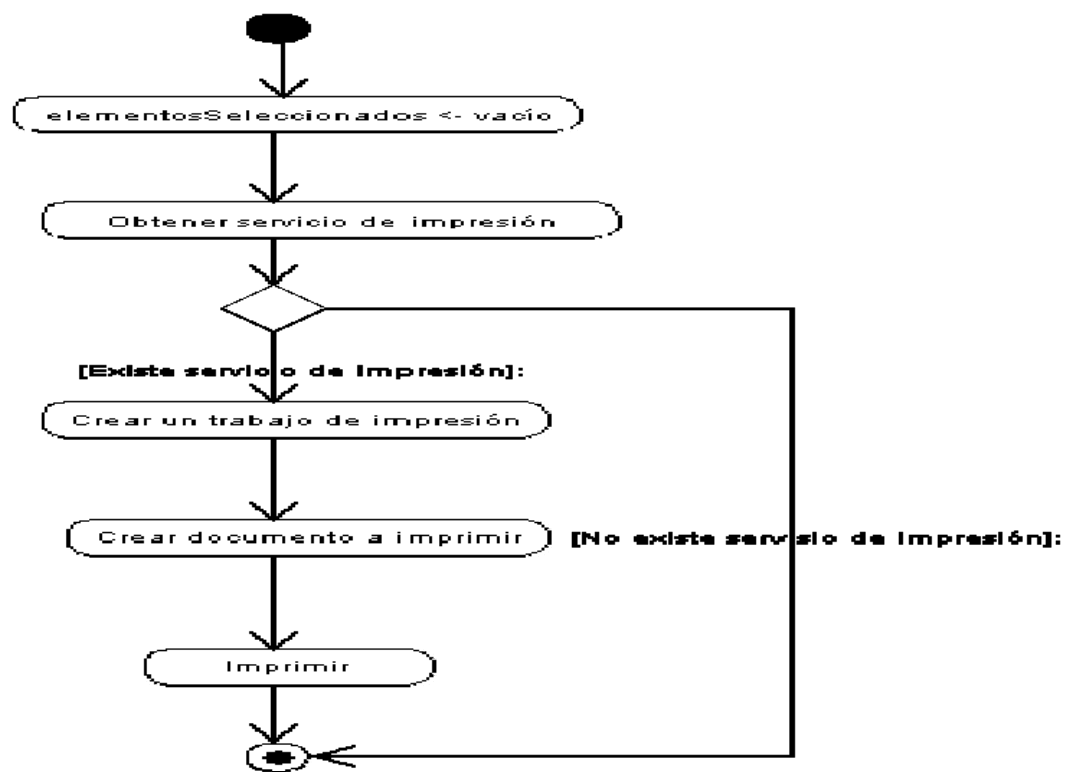 elementosSeleccionados <- vacío
Obtener servicio de impresión
[Existe servicio de impresión]:
Crear un trabajo de impresión
Crear documento a imprimir
[No existe servisio de impresión]:
Imprimir